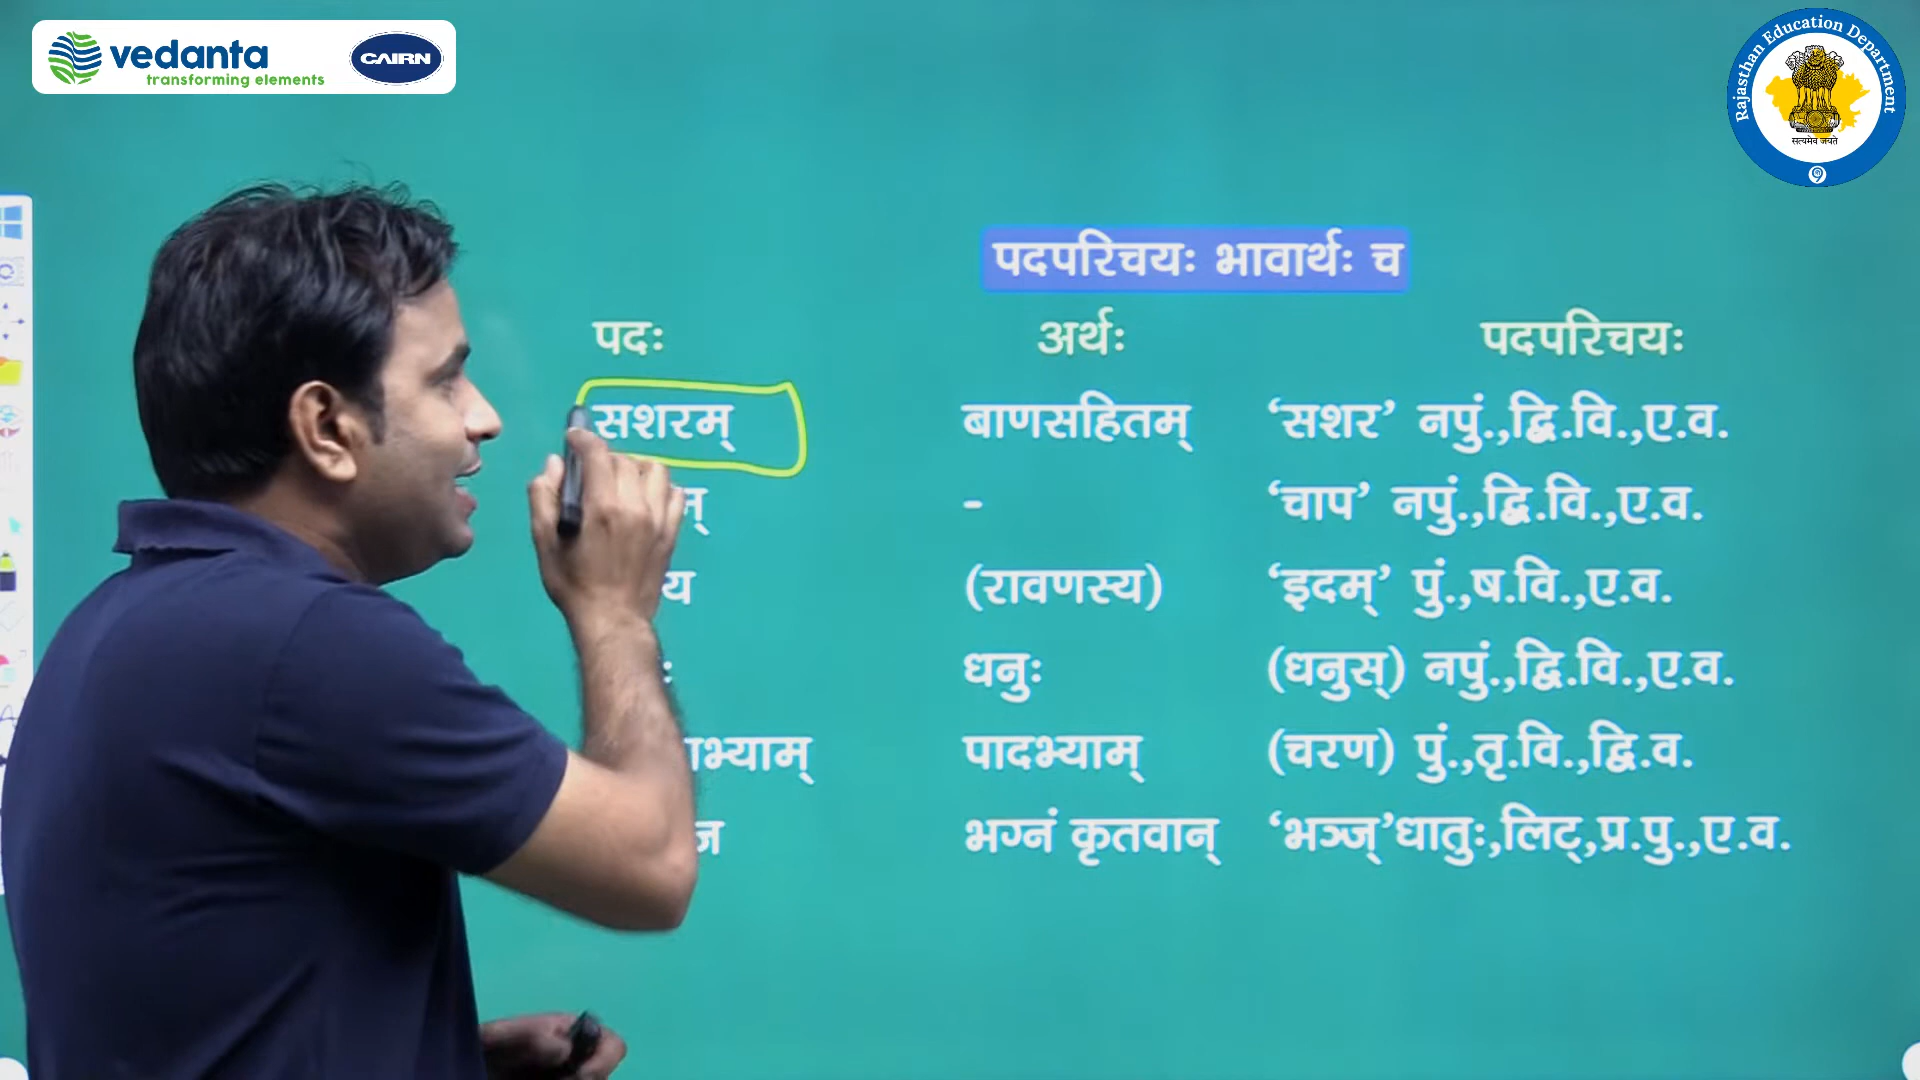 vedanta
transforming elements
CAIRN
Rajasthan Education Department
सत्यमेव जयते
पदपरिचयः भावार्थः च
पदः अर्थः पदपरिचयः
सशरम् बाणसहितम् ‘सशर’ नपुं.,द्वि.वि.,ए.व.
- ‘चाप’ नपुं.,द्वि.वि.,ए.व.
(रावणस्य) ‘इदम्’ पुं.,ष.वि.,ए.व.
धनुः (धनुस्) नपुं.,द्वि.वि.,ए.व.
पादभ्याम् (चरण) पुं.,तृ.वि.,द्वि.व.
भग्नं कृतवान् ‘भञ्ज्’धातुः,लिट्,प्र.पु.,ए.व.